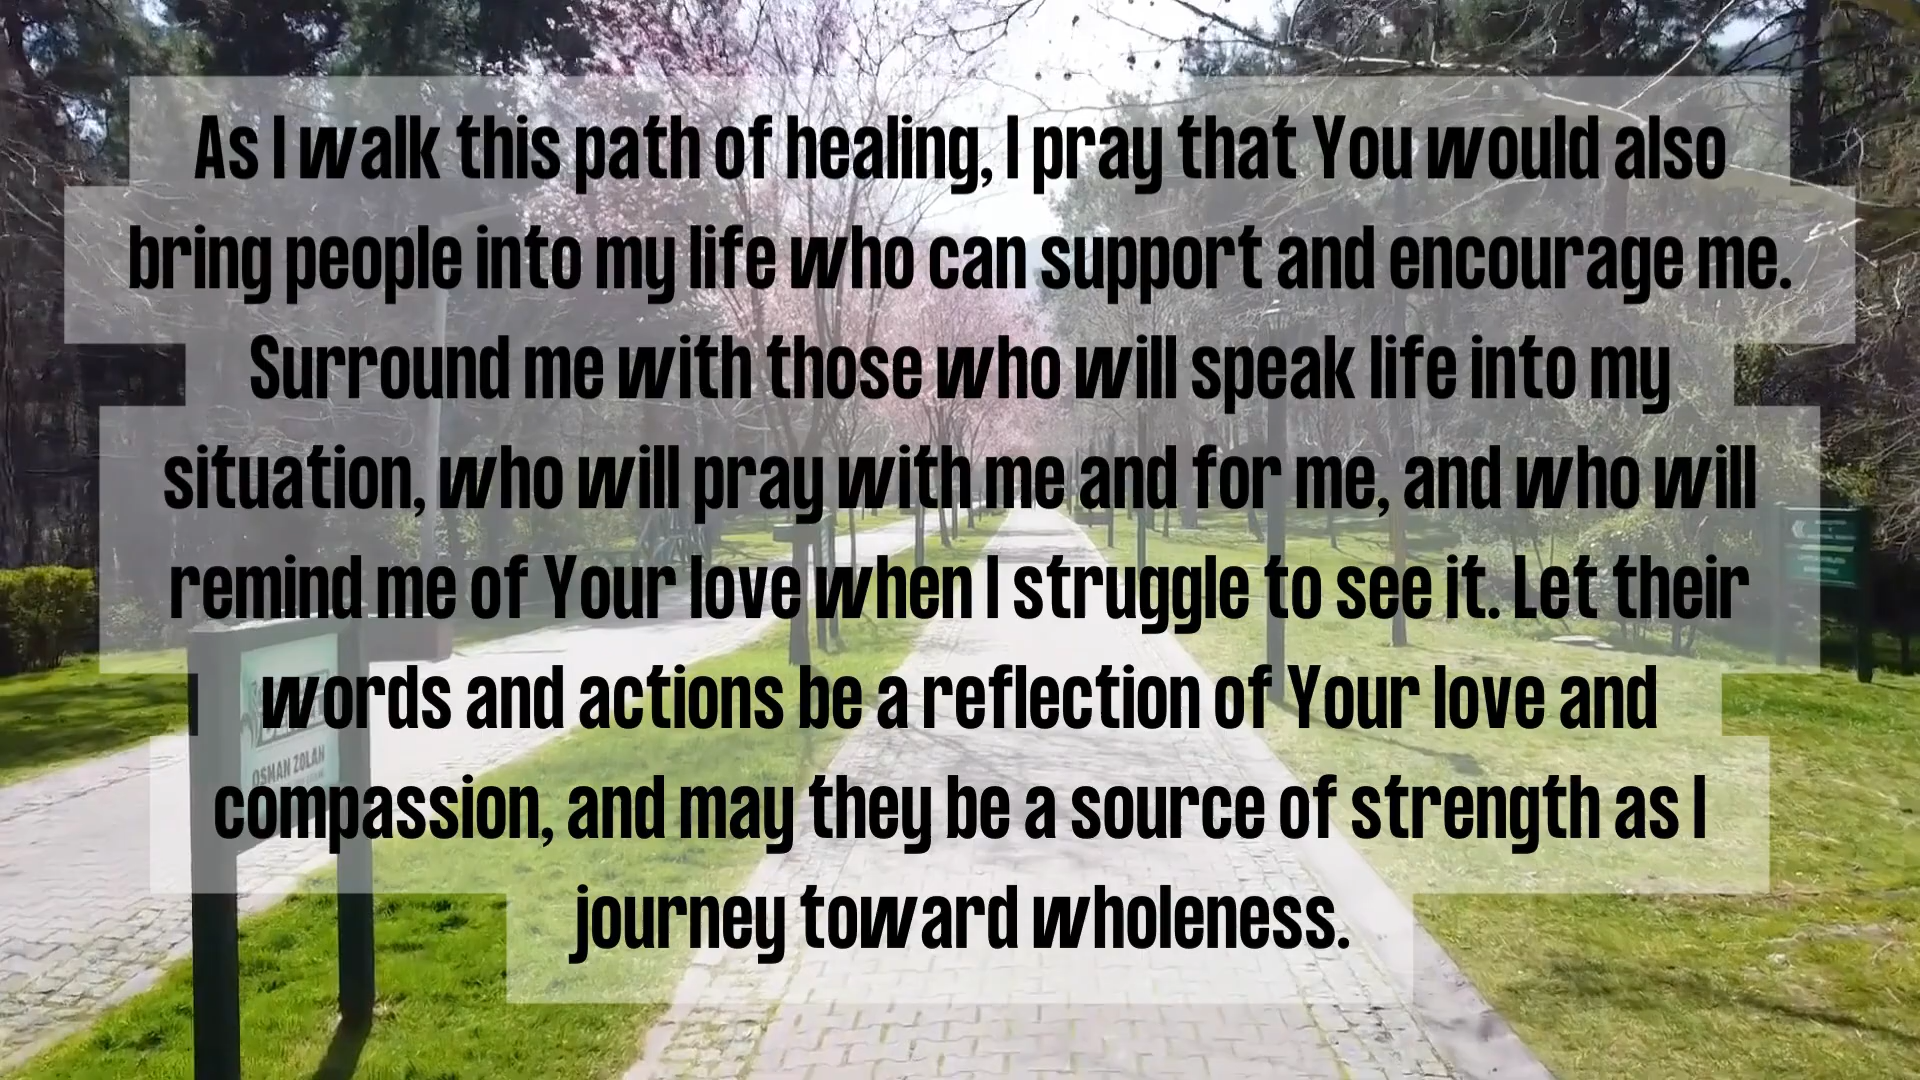 As I walk this path of healing, I pray that You would also
bring people into my life who can support and encourage me.
Surround me with those who will speak life into my
situation, who will pray with me and for me, and who will
remind me of Your love when I struggle to see it. Let their
words and actions be a reflection of Your love and
compassion, and may they be a source of strength as I
journey toward wholeness.
OSMAN ZOLAN